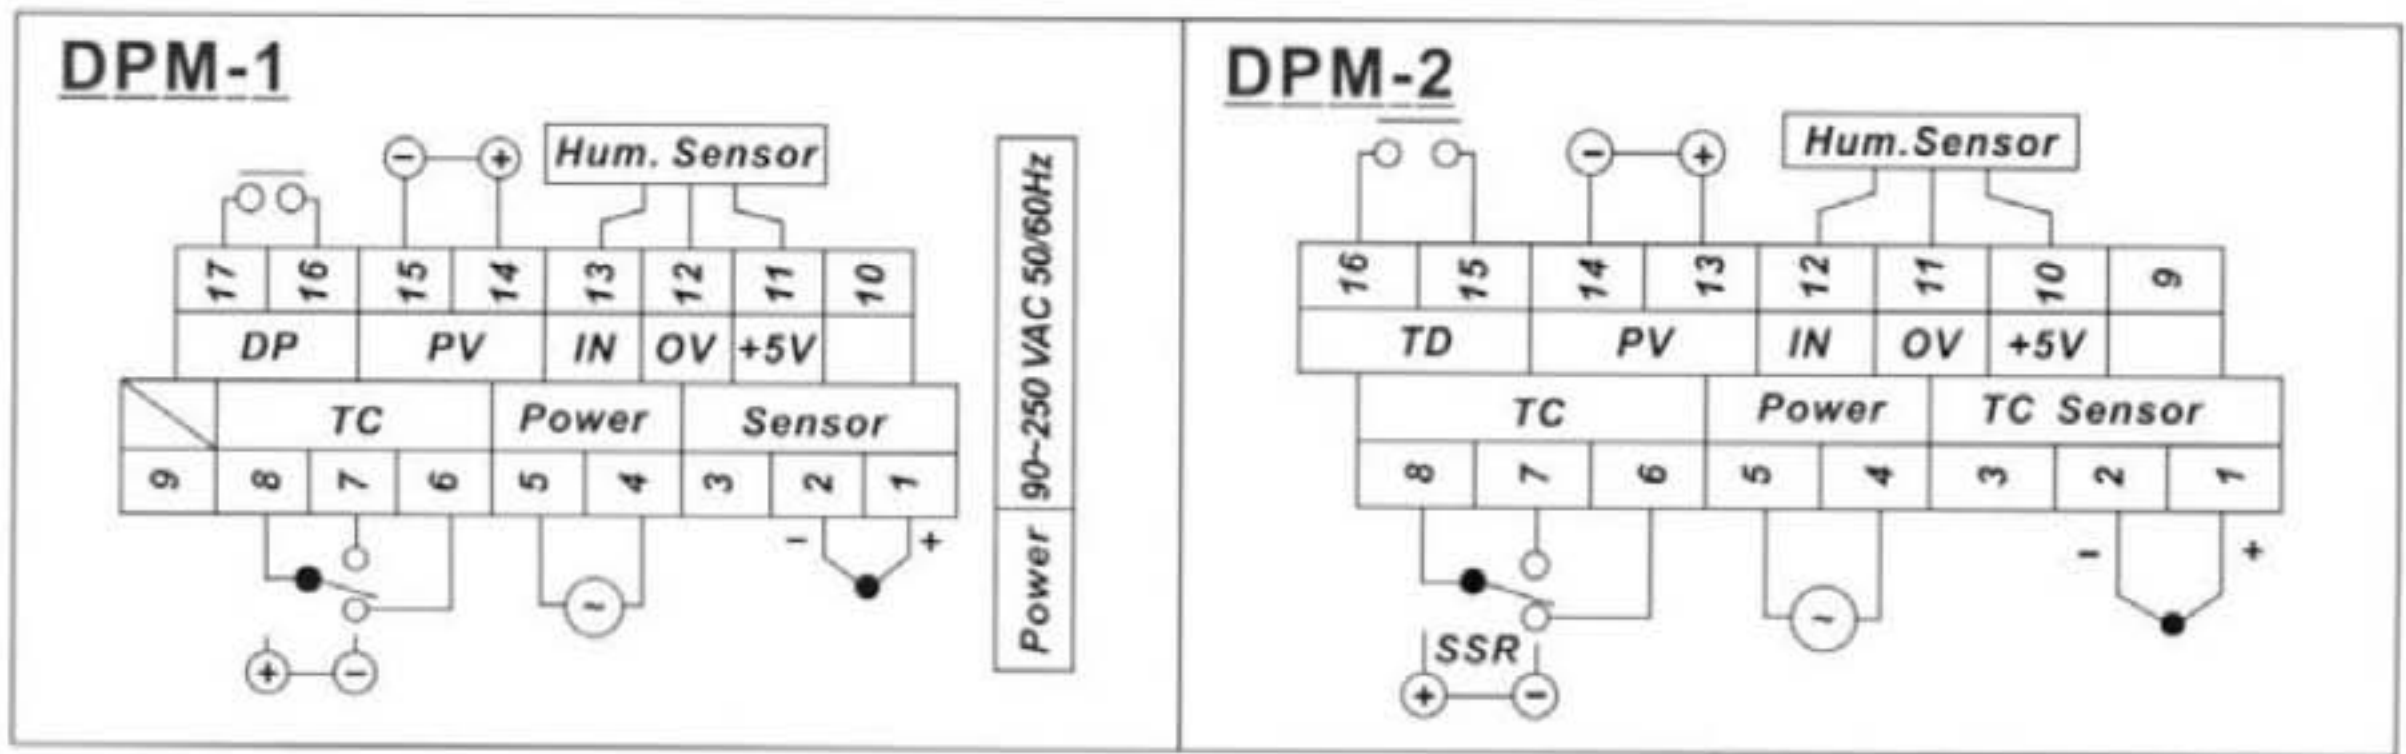 DPM-1
− +
Hum. Sensor
17 16 15 14 13 12 11 10
DP PV IN OV +5V
TC Power Sensor
9 8 7 6 5 4 3 2 1
− +
~
+ −
Power 90~250 VAC 50/60Hz
DPM-2
− +
Hum.Sensor
16 15 14 13 12 11 10 9
TD PV IN OV +5V
TC Power TC Sensor
8 7 6 5 4 3 2 1
− +
~
SSR
+ −